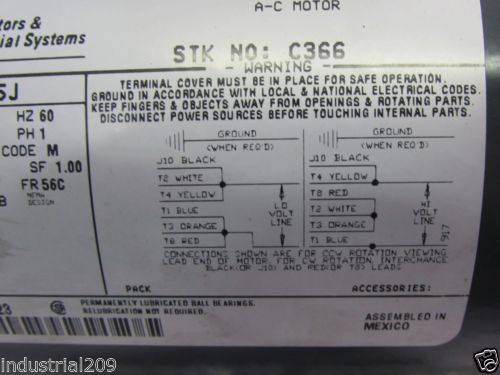 A-C MOTOR
tors &
ial Systems
STK NO: C366
WARNING
TERMINAL COVER MUST BE IN PLACE FOR SAFE OPERATION.
GROUND IN ACCORDANCE WITH LOCAL & NATIONAL ELECTRICAL CODES.
KEEP FINGERS & OBJECTS AWAY FROM OPENINGS & ROTATING PARTS.
DISCONNECT POWER SOURCES BEFORE TOUCHING INTERNAL PARTS.
5J
HZ 60
PH 1
CODE M
SF 1.00
FR 56C
B
NEMA
DESIGN
GROUND
(WHEN REQ'D)
J10 BLACK
T2 WHITE
T4 YELLOW
T1 BLUE
T3 ORANGE
T8 RED
LO
VOLT
LINE
GROUND
(WHEN REQ'D)
J10 BLACK
T4 YELLOW
T8 RED
T2 WHITE
T3 ORANGE
T1 BLUE
HI
VOLT
LINE
917
CONNECTIONS SHOWN ARE FOR CCW ROTATION VIEWING
LEAD END OF MOTOR. FOR CW ROTATION, INTERCHANGE
BLACK(OR J10) AND RED(OR T8) LEADS.
PACK
ACCESSORIES:
23
PERMANENTLY LUBRICATED BALL BEARINGS.
RELUBRICATION NOT REQUIRED.
ASSEMBLED IN
MEXICO
industrial209